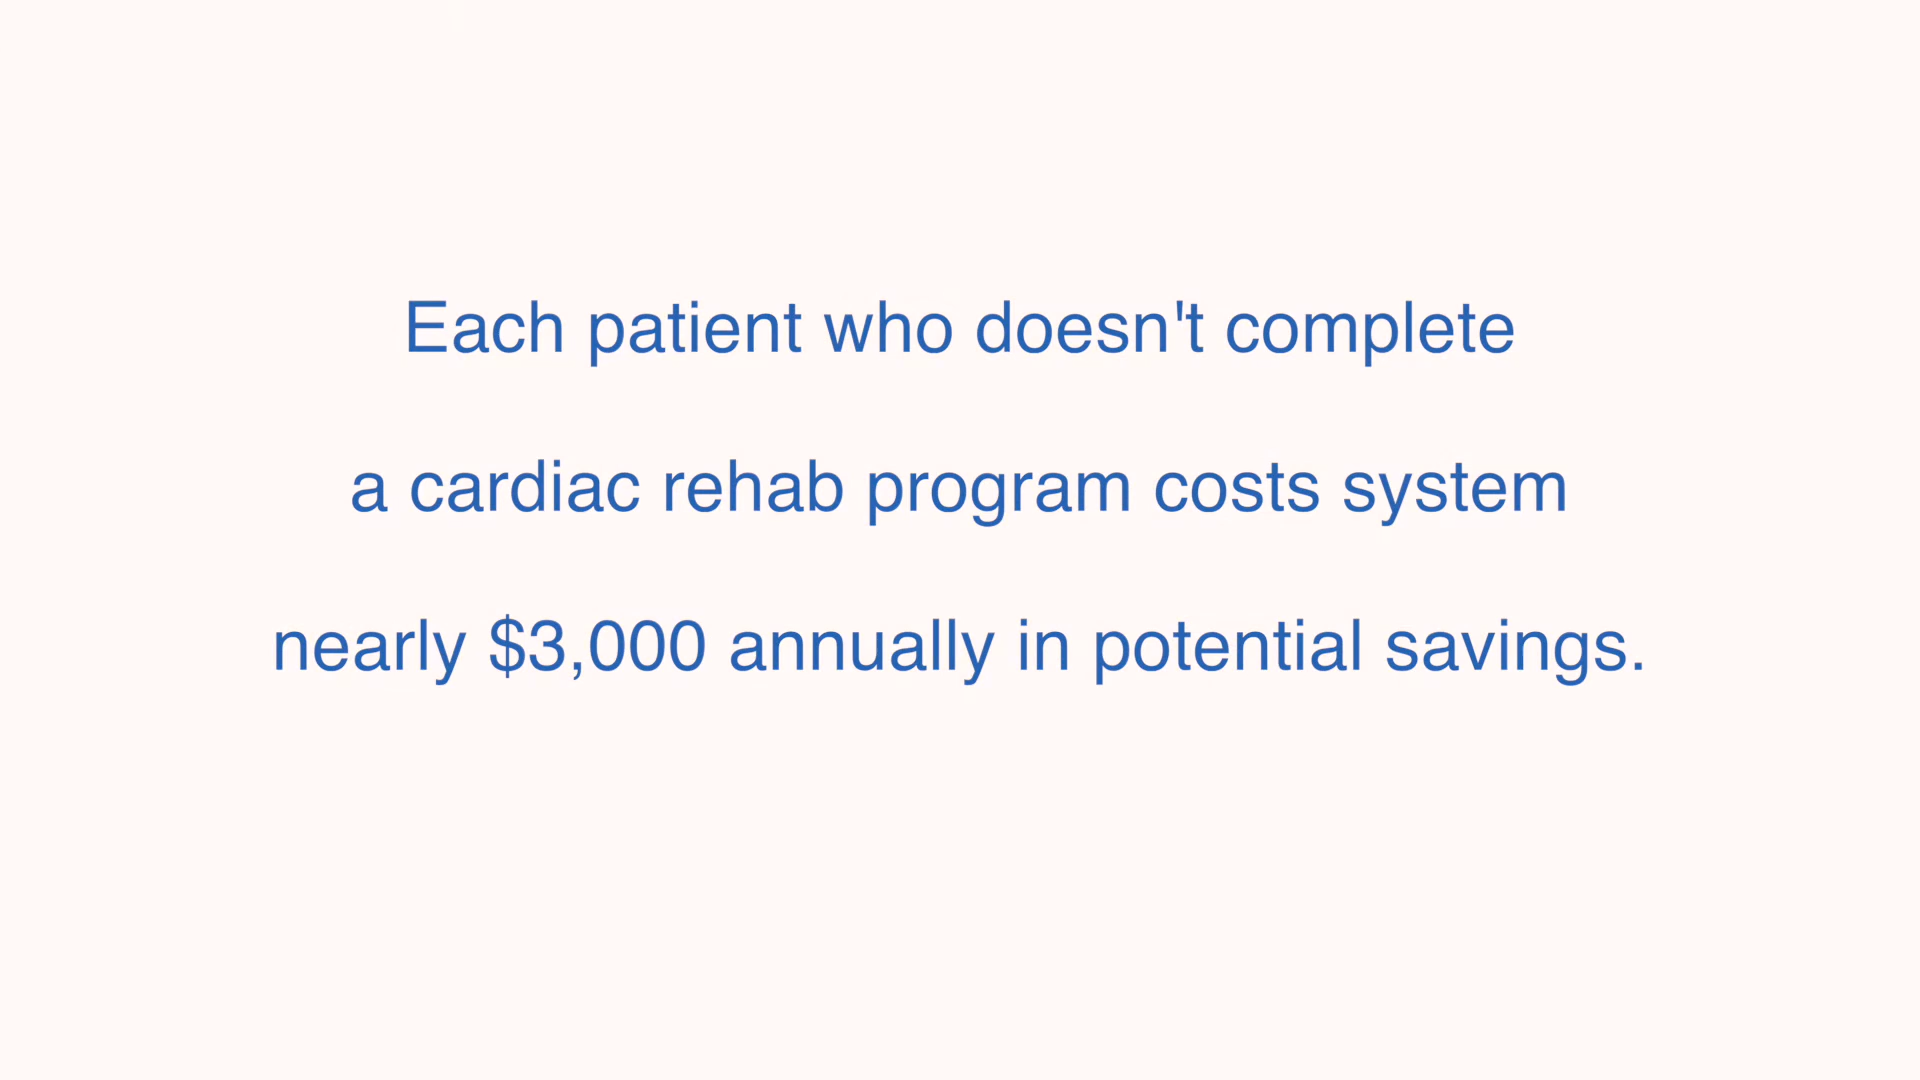 Each patient who doesn't complete
a cardiac rehab program costs system
nearly $3,000 annually in potential savings.